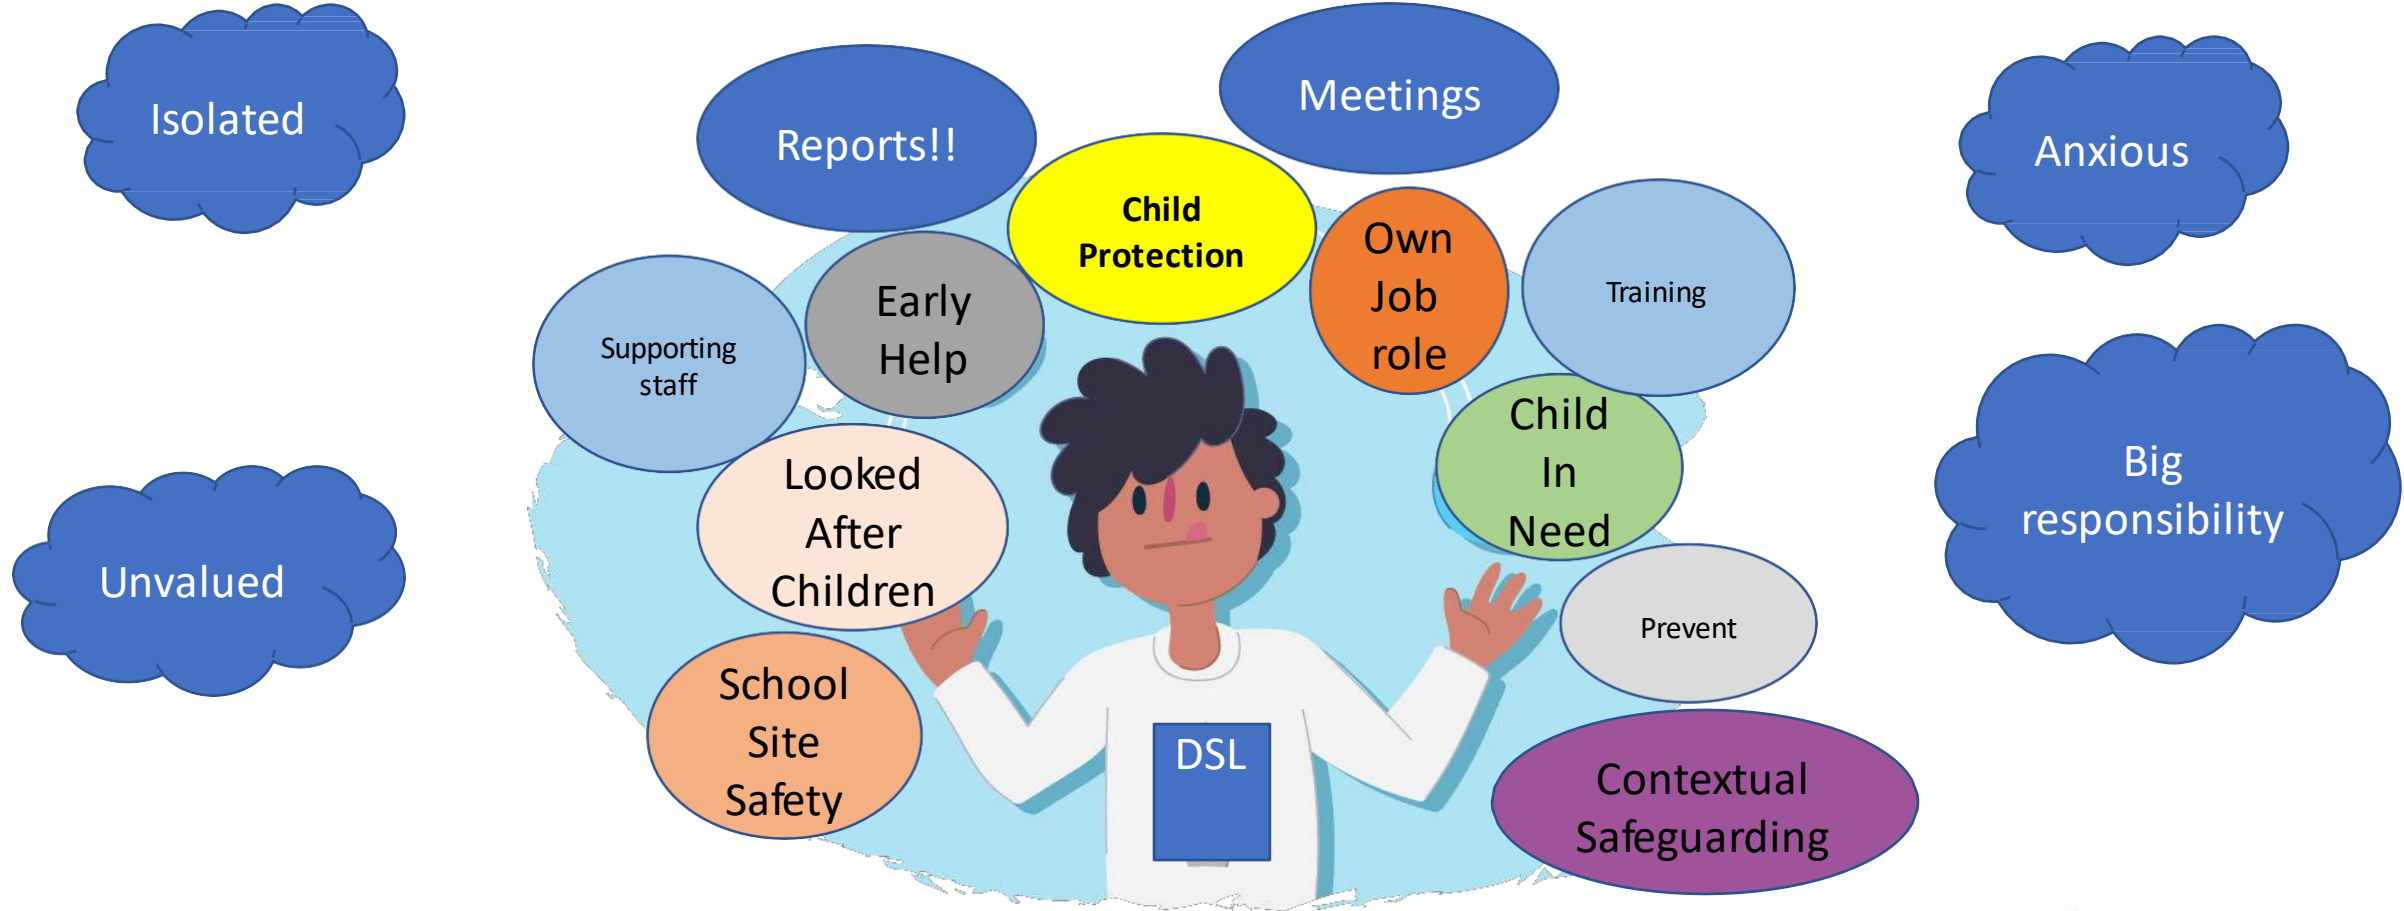 Isolated
Reports!!
Meetings
Anxious
Child
Protection
Own
Job
role
Training
Early
Help
Supporting
staff
Child
In
Need
Big
responsibility
Looked
After
Children
Unvalued
Prevent
School
Site
Safety
DSL
Contextual
Safeguarding